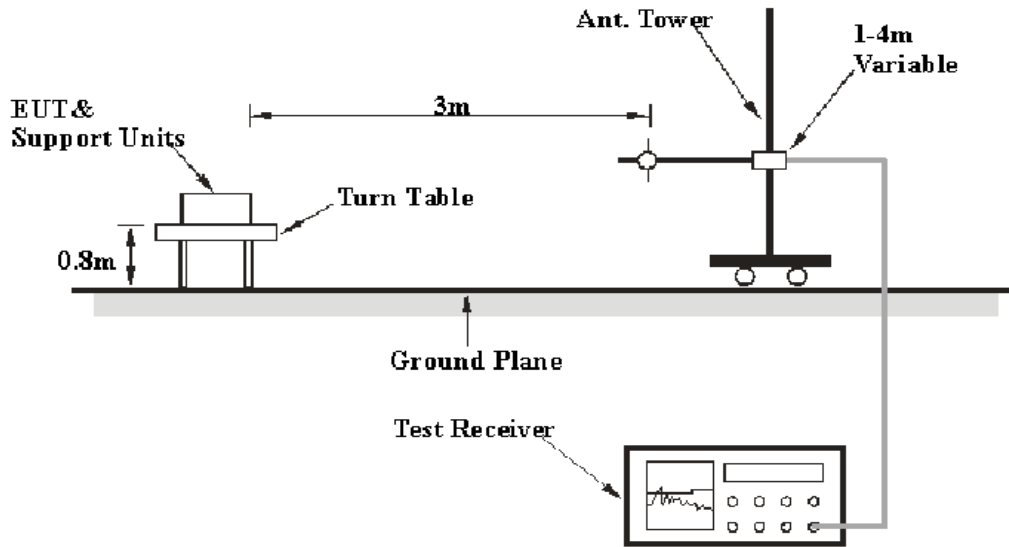 Ant. Tower
1-4m
Variable
EUT&
Support Units
3m
Turn Table
0.8m
Ground Plane
Test Receiver